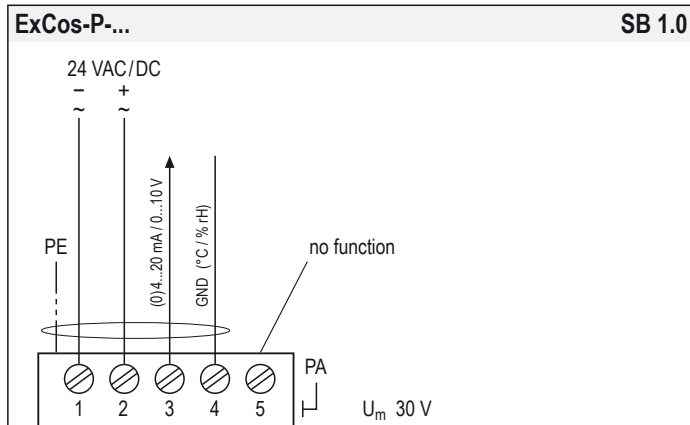 ExCos-P-... SB 1.0
24 VAC/DC
– +
~ ~
(0)4...20 mA / 0...10 V
GND (°C / % rH)
PE
no function
PA
1 2 3 4 5
Um 30 V